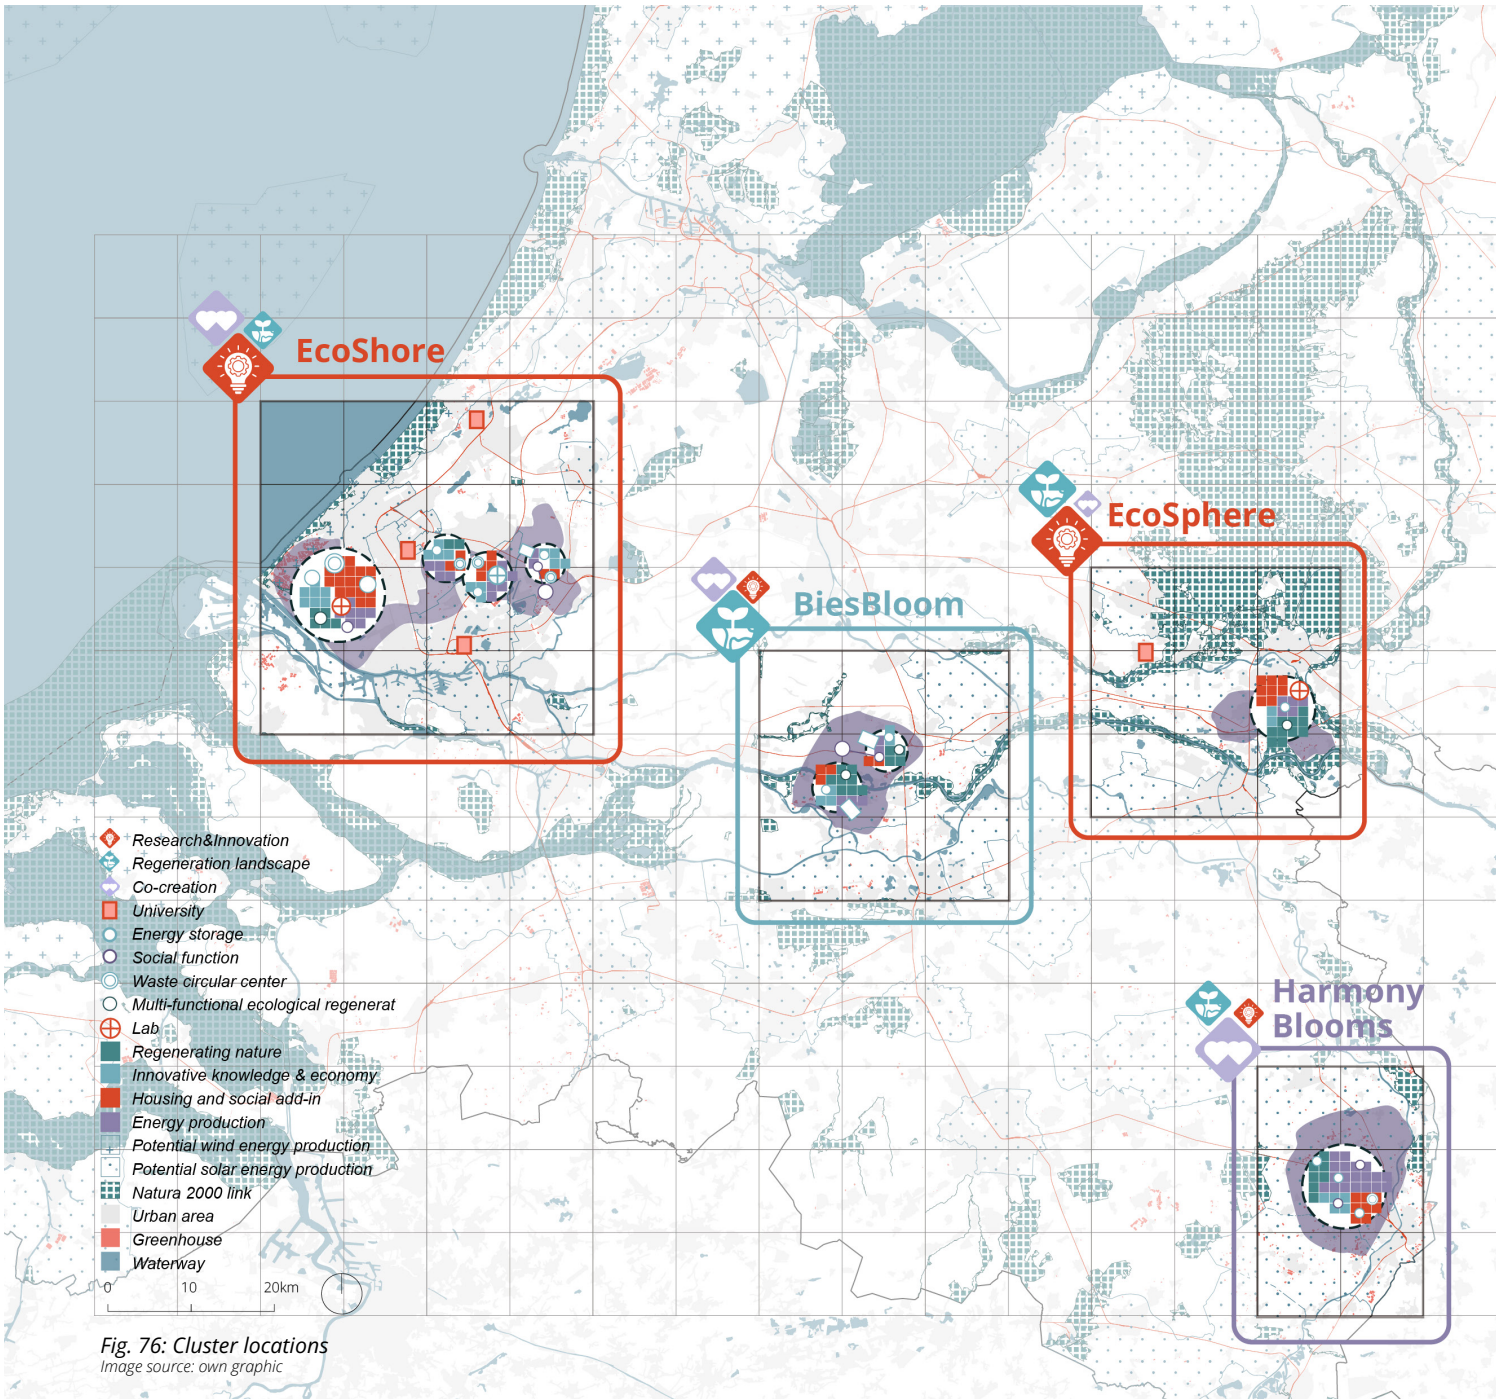 EcoShore
EcoSphere
BiesBloom
Harmony
Blooms
Research&Innovation
Regeneration landscape
Co-creation
University
Energy storage
Social function
Waste circular center
Multi-functional ecological regenerat
Lab
Regenerating nature
Innovative knowledge & economy
Housing and social add-in
Energy production
Potential wind energy production
Potential solar energy production
Natura 2000 link
Urban area
Greenhouse
Waterway
0 10 20km
Fig. 76: Cluster locations
Image source: own graphic